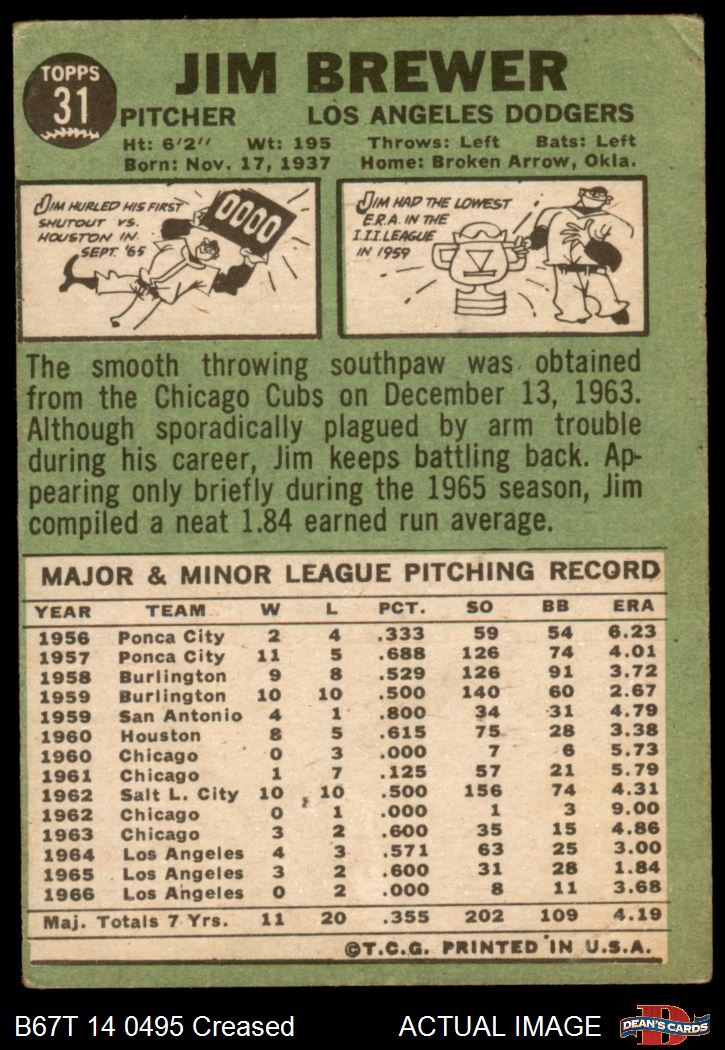 TOPPS
31
JIM BREWER
PITCHER LOS ANGELES DODGERS
Ht: 6'2" Wt: 195 Throws: Left Bats: Left
Born: Nov. 17, 1937 Home: Broken Arrow, Okla.
JIM HURLED HIS FIRST
SHUTOUT VS.
HOUSTON IN
SEPT. '65
0000
JIM HAD THE LOWEST
E.R.A. IN THE
I.I.I. LEAGUE
IN 1959
The smooth throwing southpaw was obtained
from the Chicago Cubs on December 13, 1963.
Although sporadically plagued by arm trouble
during his career, Jim keeps battling back. Ap-
pearing only briefly during the 1965 season, Jim
compiled a neat 1.84 earned run average.
MAJOR & MINOR LEAGUE PITCHING RECORD
YEAR TEAM W L PCT. SO BB ERA
1956 Ponca City 2 4 .333 59 54 6.23
1957 Ponca City 11 5 .688 126 74 4.01
1958 Burlington 9 8 .529 126 91 3.72
1959 Burlington 10 10 .500 140 60 2.67
1959 San Antonio 4 1 .800 34 31 4.79
1960 Houston 8 5 .615 75 28 3.38
1960 Chicago 0 3 .000 7 6 5.73
1961 Chicago 1 7 .125 57 21 5.79
1962 Salt L. City 10 10 .500 156 74 4.31
1962 Chicago 0 1 .000 1 3 9.00
1963 Chicago 3 2 .600 35 15 4.86
1964 Los Angeles 4 3 .571 63 25 3.00
1965 Los Angeles 3 2 .600 31 28 1.84
1966 Los Angeles 0 2 .000 8 11 3.68
Maj. Totals 7 Yrs. 11 20 .355 202 109 4.19
©T.C.G. PRINTED IN U.S.A.
B67T 14 0495 Creased ACTUAL IMAGE
D
DEAN'S CARDS